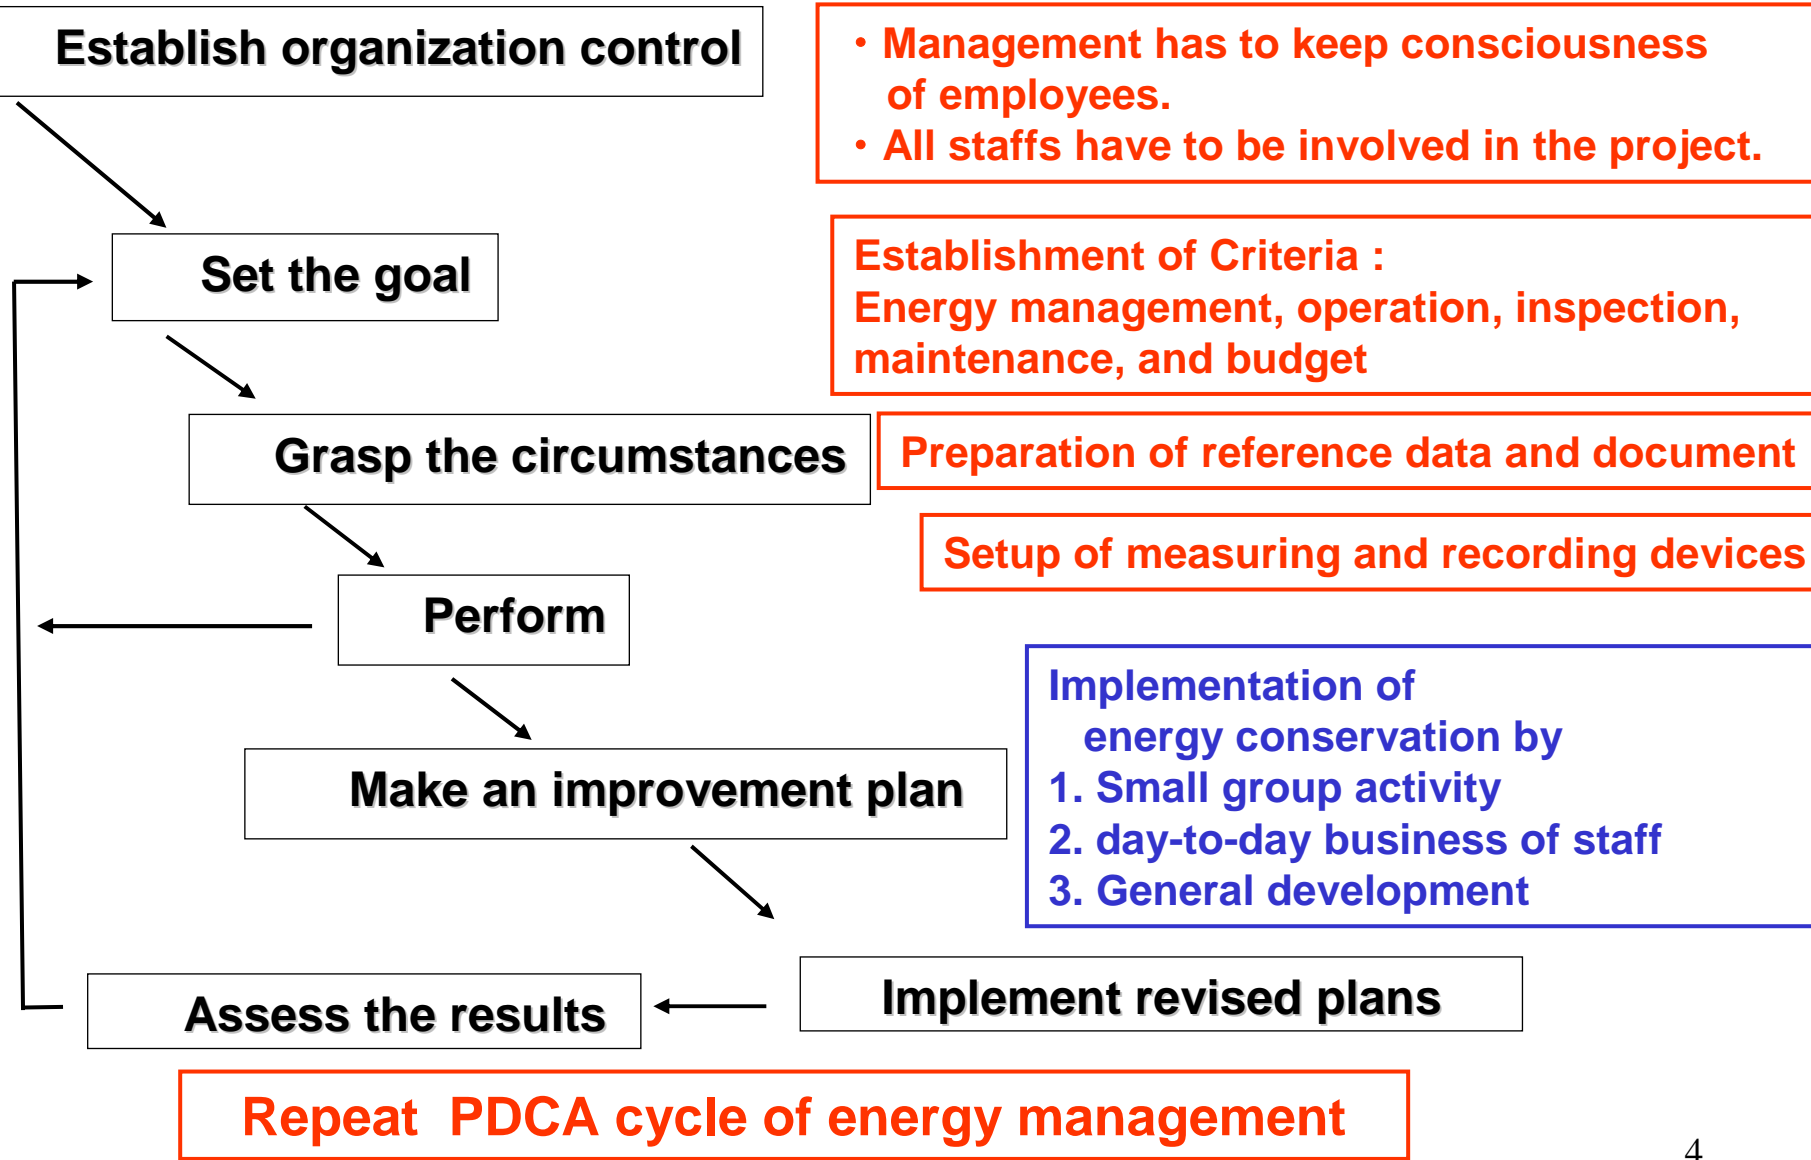 Establish organization control
・Management has to keep consciousness
of employees.
・All staffs have to be involved in the project.
Set the goal
Establishment of Criteria :
Energy management, operation, inspection,
maintenance, and budget
Grasp the circumstances
Preparation of reference data and document
Setup of measuring and recording devices
Perform
Implementation of
energy conservation by
1. Small group activity
2. day-to-day business of staff
3. General development
Make an improvement plan
Implement revised plans
Assess the results
Repeat PDCA cycle of energy management
4